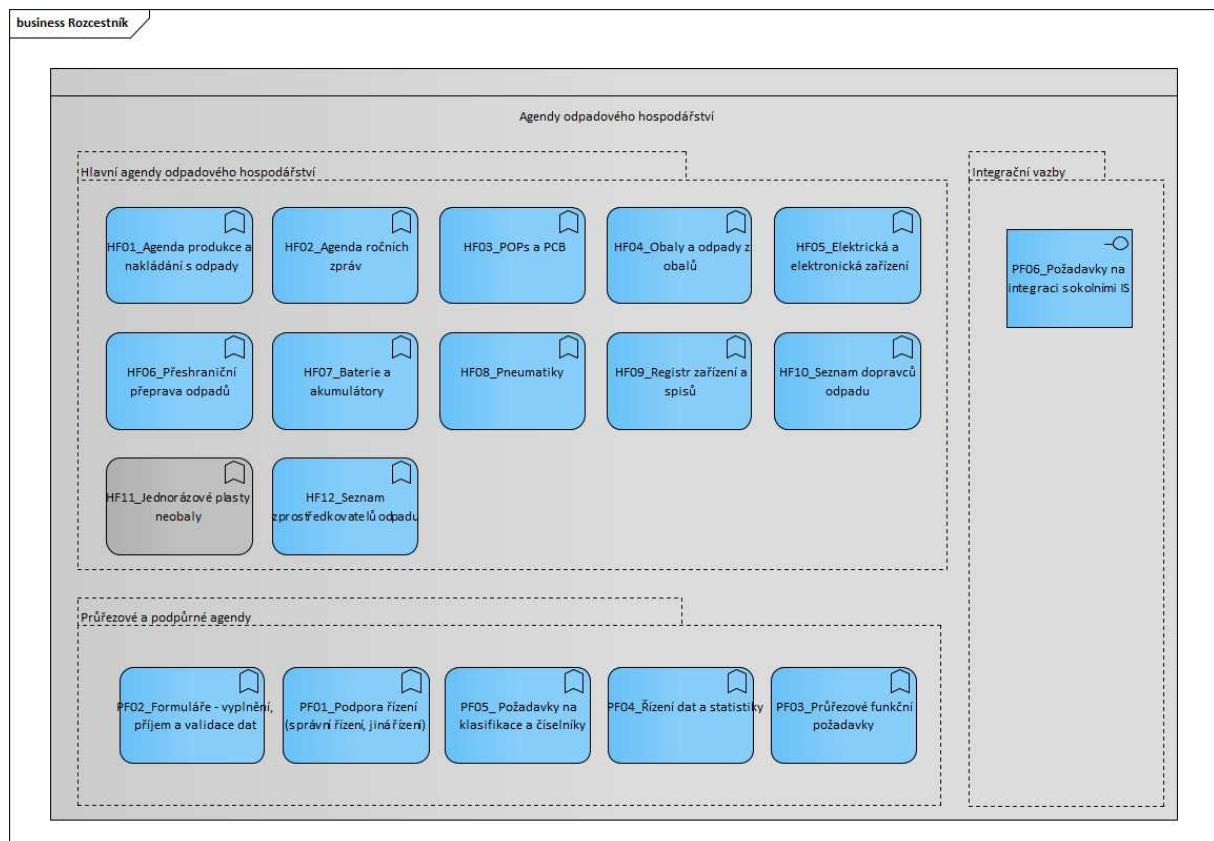 business Rozcestník
Agendy odpadového hospodářství
Hlavní agendy odpadového hospodářství
HF01_Agenda produkce a
nakládání s odpady
HF02_Agenda ročních
zpráv
HF03_POPs a PCB
HF04_Obaly a odpady z
obalů
HF05_Elektrická a
elektronická zařízení
HF06_Přeshraniční
přeprava odpadů
HF07_Baterie a
akumulátory
HF08_Pneumatiky
HF09_Registr zařízení a
spisů
HF10_Seznam dopravců
odpadu
HF11_Jednorázové plasty
neobaly
HF12_Seznam
zprostředkovatelů odpadu
Integrační vazby
PF06_Požadavky na
integraci s okolními IS
Průřezové a podpůrné agendy
PF02_Formuláře - vyplnění,
příjem a validace dat
PF01_Podpora řízení
(správní řízení, jiná řízení)
PF05_ Požadavky na
klasifikace a číselníky
PF04_Řízení dat a statistiky
PF03_Průřezové funkční
požadavky